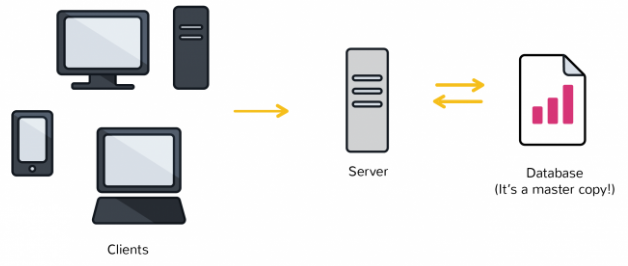 Server
Database
(It's a master copy!)
Clients